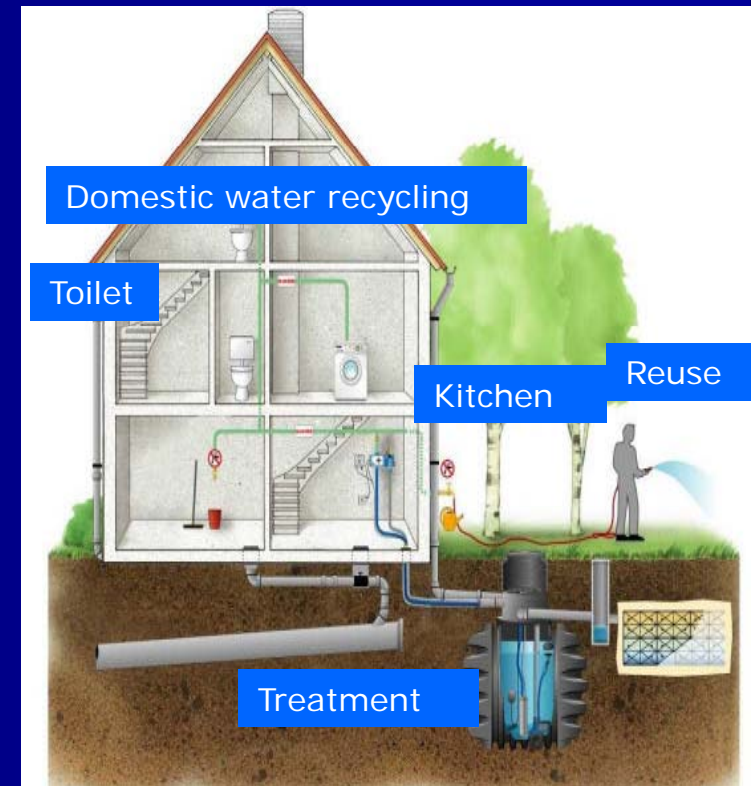 Domestic water recycling
Toilet
Reuse
Kitchen
Treatment